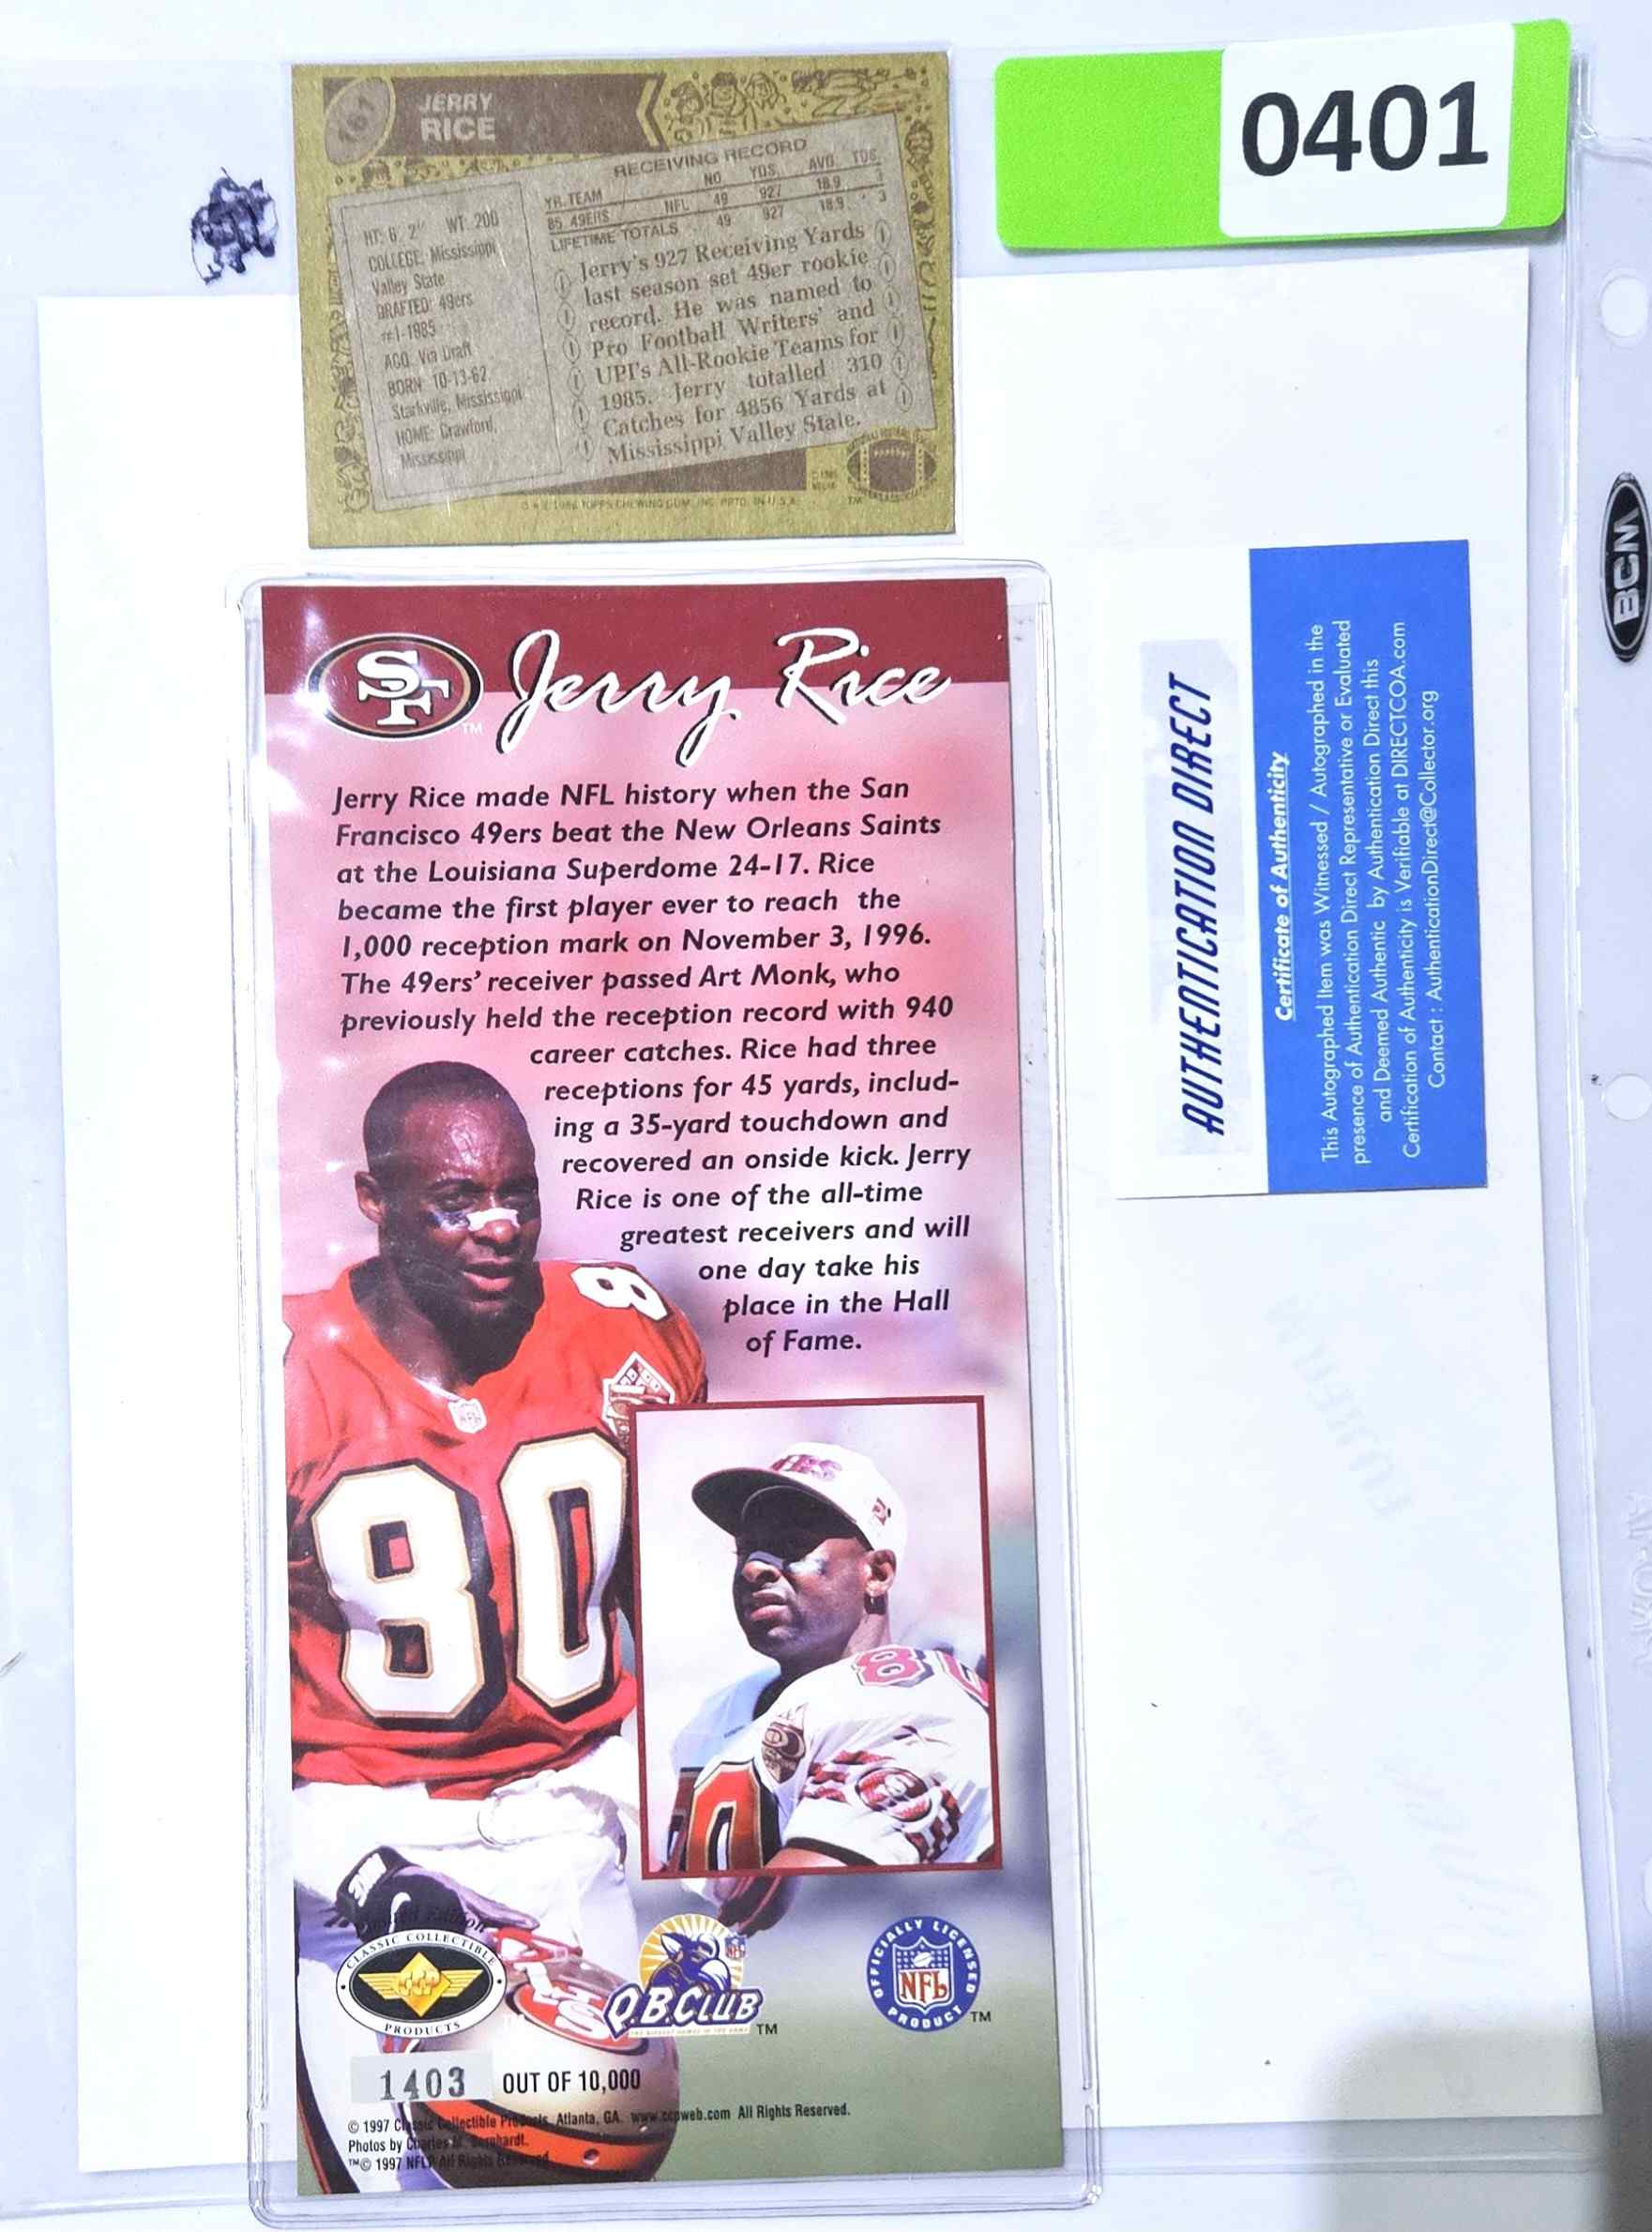 0401
161
JERRY
RICE
HT: 6' 2" WT: 200
COLLEGE: Mississippi
Valley State
DRAFTED: 49ers
#1-1985
ACQ: Via Draft
BORN: 10-13-62,
Starkville, Mississippi
HOME: Crawford,
Mississippi
RECEIVING RECORD
YR. TEAM NO. YDS. AVG. TDS.
85 49ERS NFL 49 927 18.9 3
LIFETIME TOTALS 49 927 18.9 3
Jerry's 927 Receiving Yards
last season set 49er rookie
record. He was named to
Pro Football Writers' and
UPI's All-Rookie Teams for
1985. Jerry totalled 310
Catches for 4856 Yards at
Mississippi Valley State.
1986 TOPPS CHEWING GUM, INC. PRTD. IN U.S.A.
TM
BCW
SF
TM
Jerry Rice
Jerry Rice made NFL history when the San
Francisco 49ers beat the New Orleans Saints
at the Louisiana Superdome 24-17. Rice
became the first player ever to reach the
1,000 reception mark on November 3, 1996.
The 49ers' receiver passed Art Monk, who
previously held the reception record with 940
career catches. Rice had three
receptions for 45 yards, includ-
ing a 35-yard touchdown and
recovered an onside kick. Jerry
Rice is one of the all-time
greatest receivers and will
one day take his
place in the Hall
of Fame.
8
NFL
80
8
AUTHENTICATION DIRECT
Certificate of Authenticity
This Autographed Item was Witnessed / Autographed in the
presence of Authentication Direct Representative or Evaluated
and Deemed Authentic by Authentication Direct this
Certification of Authenticity is Verifiable at DIRECTCOA.com
Contact : AuthenticationDirect@Collector.org
Edition
CLASSIC COLLECTIBLE
CCP
PRODUCTS
Q.B.CLUB
TM
OFFICIALLY LICENSED
NFL
PRODUCT
TM
1403 OUT OF 10,000
© 1997 Classic Collectible Products, Atlanta, GA. www.ccpweb.com All Rights Reserved.
Photos by Charles M. Bernhardt.
™© 1997 NFLP All Rights Reserved